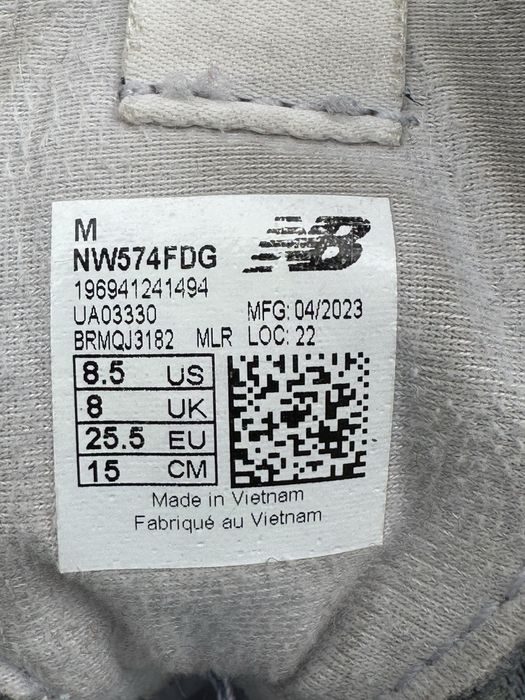 M
NW574FDG
NB
196941241494
UA03330 MFG: 04/2023
BRMQJ3182 MLR LOC: 22
8.5 US
8 UK
25.5 EU
15 CM
Made in Vietnam
Fabriqué au Vietnam